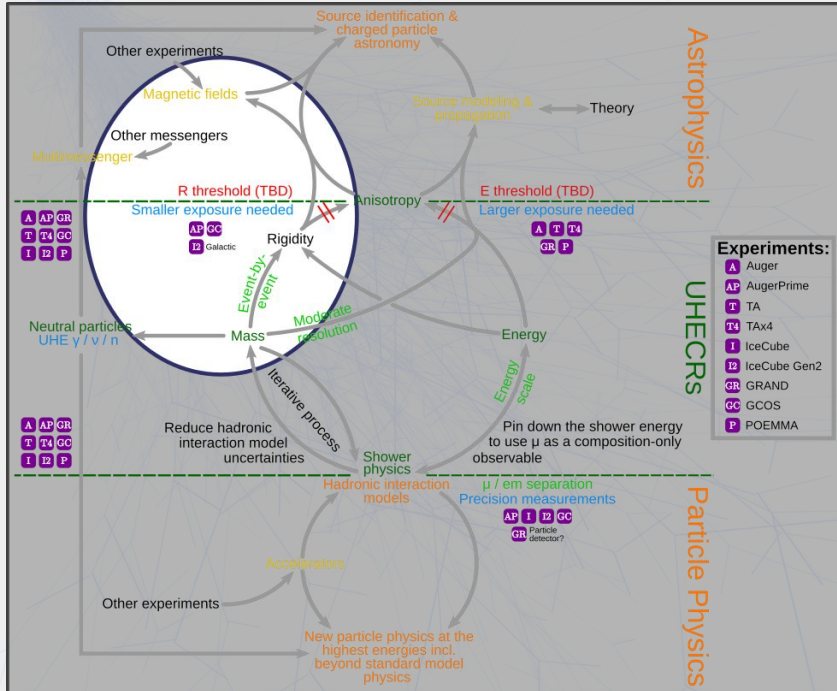 Source identification &
charged particle
astronomy
Other experiments
Magnetic fields
Source modeling &
propagation
Theory
Other messengers
Multimessenger
Astrophysics
R threshold (TBD)
Anisotropy
E threshold (TBD)
Smaller exposure needed
Larger exposure needed
A AP GR
T T4 GC
I I2 P
AP GC
I2 Galactic
A T T4
GR P
Rigidity
Event-by-
event
Moderate
resolution
Neutral particles
UHE γ / ν / n
Mass
Energy
Energy
scale
UHECRs
Experiments:
A Auger
AP AugerPrime
T TA
T4 TAx4
I IceCube
I2 IceCube Gen2
GR GRAND
GC GCOS
P POEMMA
Iterative process
Reduce hadronic
interaction model
uncertainties
Pin down the shower energy
to use μ as a composition-only
observable
A AP GR
T T4 GC
I I2 P
Shower
physics
Hadronic interaction
models
μ / em separation
Precision measurements
AP I I2 GC
GR Particle
detector?
Accelerators
Other experiments
New particle physics at the
highest energies incl.
beyond standard model
physics
Particle Physics